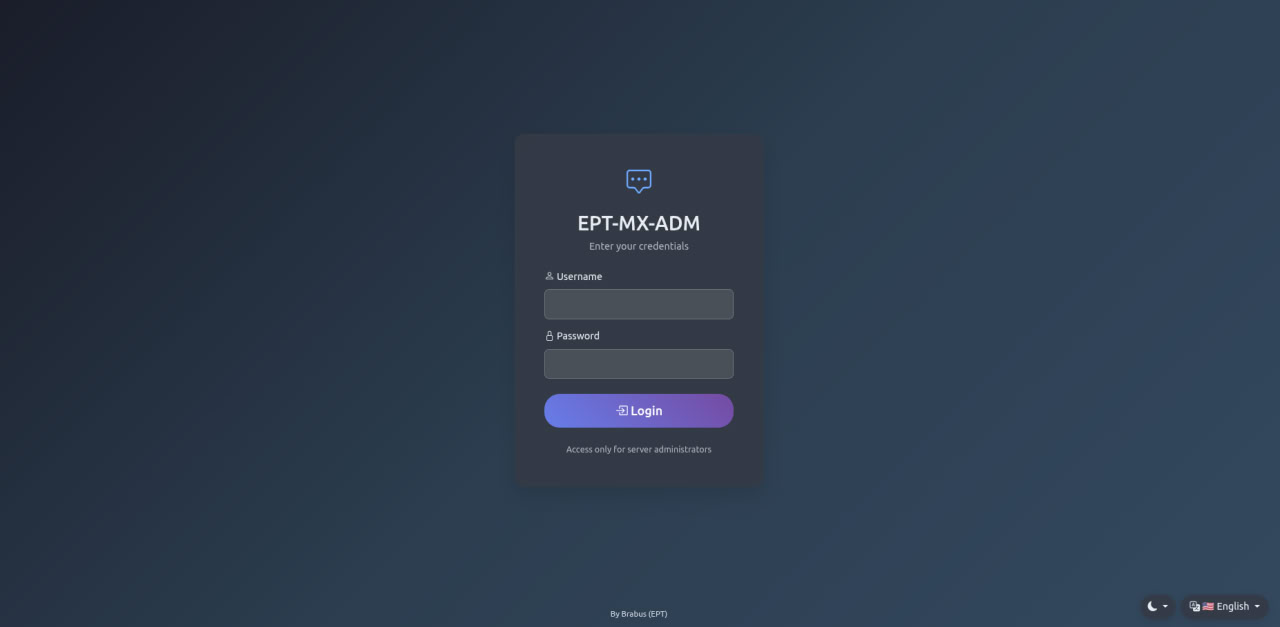 EPT-MX-ADM
Enter your credentials
Username
Password
Login
Access only for server administrators
By Brabus (EPT)
English